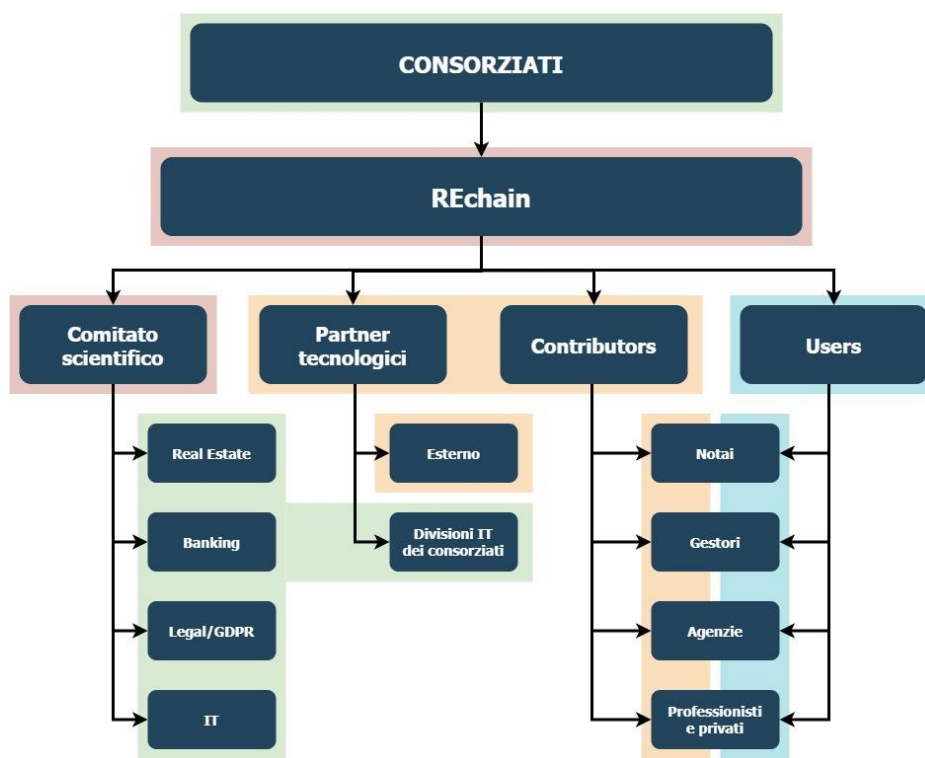 CONSORZIATI
REchain
Comitato
scientifico
Partner
tecnologici
Contributors
Users
Real Estate
Esterno
Notai
Banking
Divisioni IT
dei consorziati
Gestori
Legal/GDPR
Agenzie
IT
Professionisti
e privati